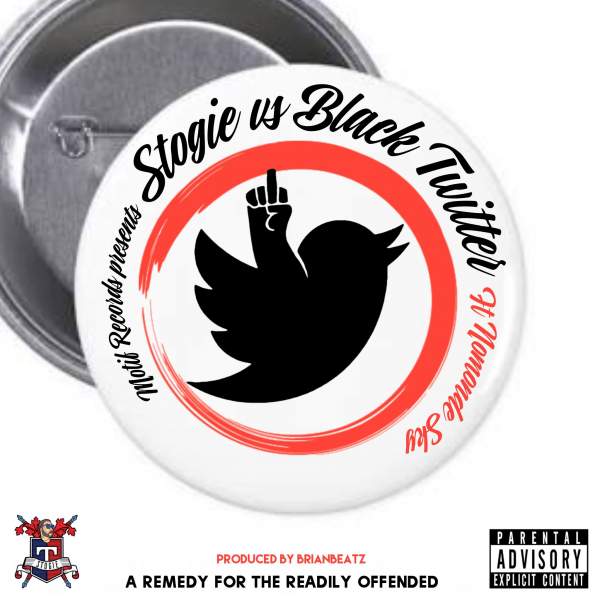 Motif Records presents
Stogie vs Black Twitter
ft Nomonde Sky
STOGIE
PRODUCED BY BRIANBEATZ
A REMEDY FOR THE READILY OFFENDED
PARENTAL
ADVISORY
EXPLICIT CONTENT